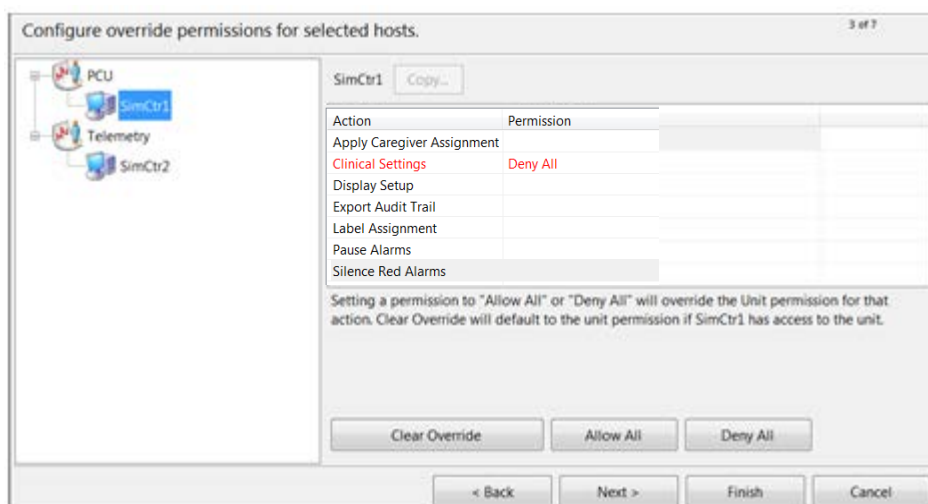 Configure override permissions for selected hosts.
3 of 7
PCU
SimCtr1
Telemetry
SimCtr2
SimCtr1 Copy...
Action Permission
Apply Caregiver Assignment
Clinical Settings Deny All
Display Setup
Export Audit Trail
Label Assignment
Pause Alarms
Silence Red Alarms
Setting a permission to "Allow All" or "Deny All" will override the Unit permission for that
action. Clear Override will default to the unit permission if SimCtr1 has access to the unit.
Clear Override Allow All Deny All
< Back Next > Finish Cancel